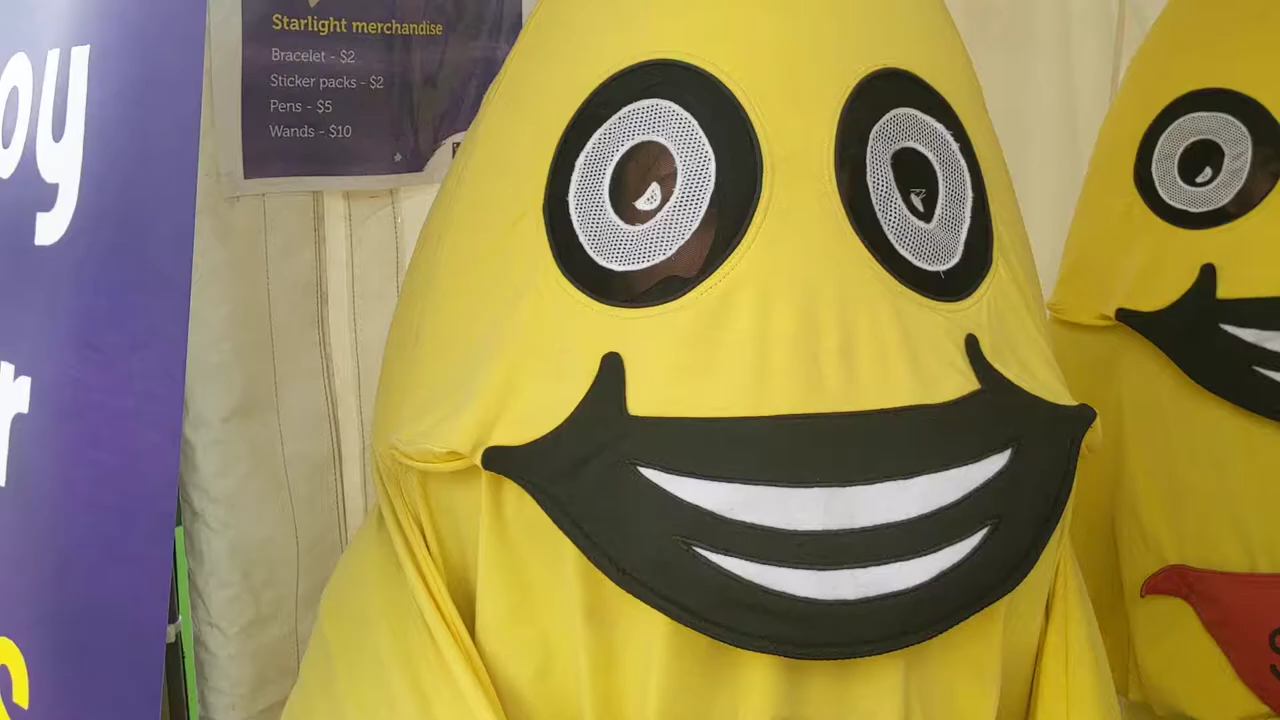 oy
r
s
Starlight merchandise
Bracelet - $2
Sticker packs - $2
Pens - $5
Wands - $10
S